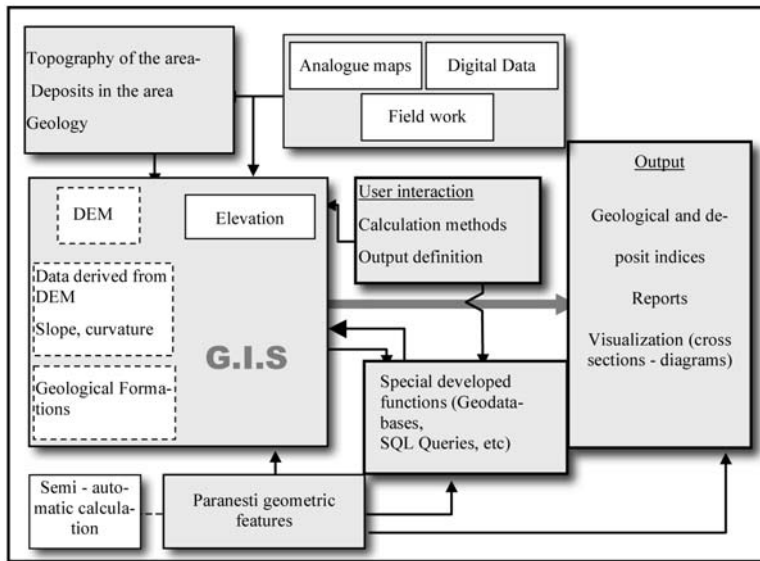 Topography of the area-
Deposits in the area
Geology
Analogue maps
Digital Data
Field work
DEM
Elevation
Data derived from
DEM
Slope, curvature
Geological Forma-
tions
G.I.S
User interaction
Calculation methods
Output definition
Output
Geological and de-
posit indices
Reports
Visualization (cross
sections - diagrams)
Special developed
functions (Geodata-
bases,
SQL Queries, etc)
Semi - auto-
matic calcula-
tion
Paranesti geometric
features